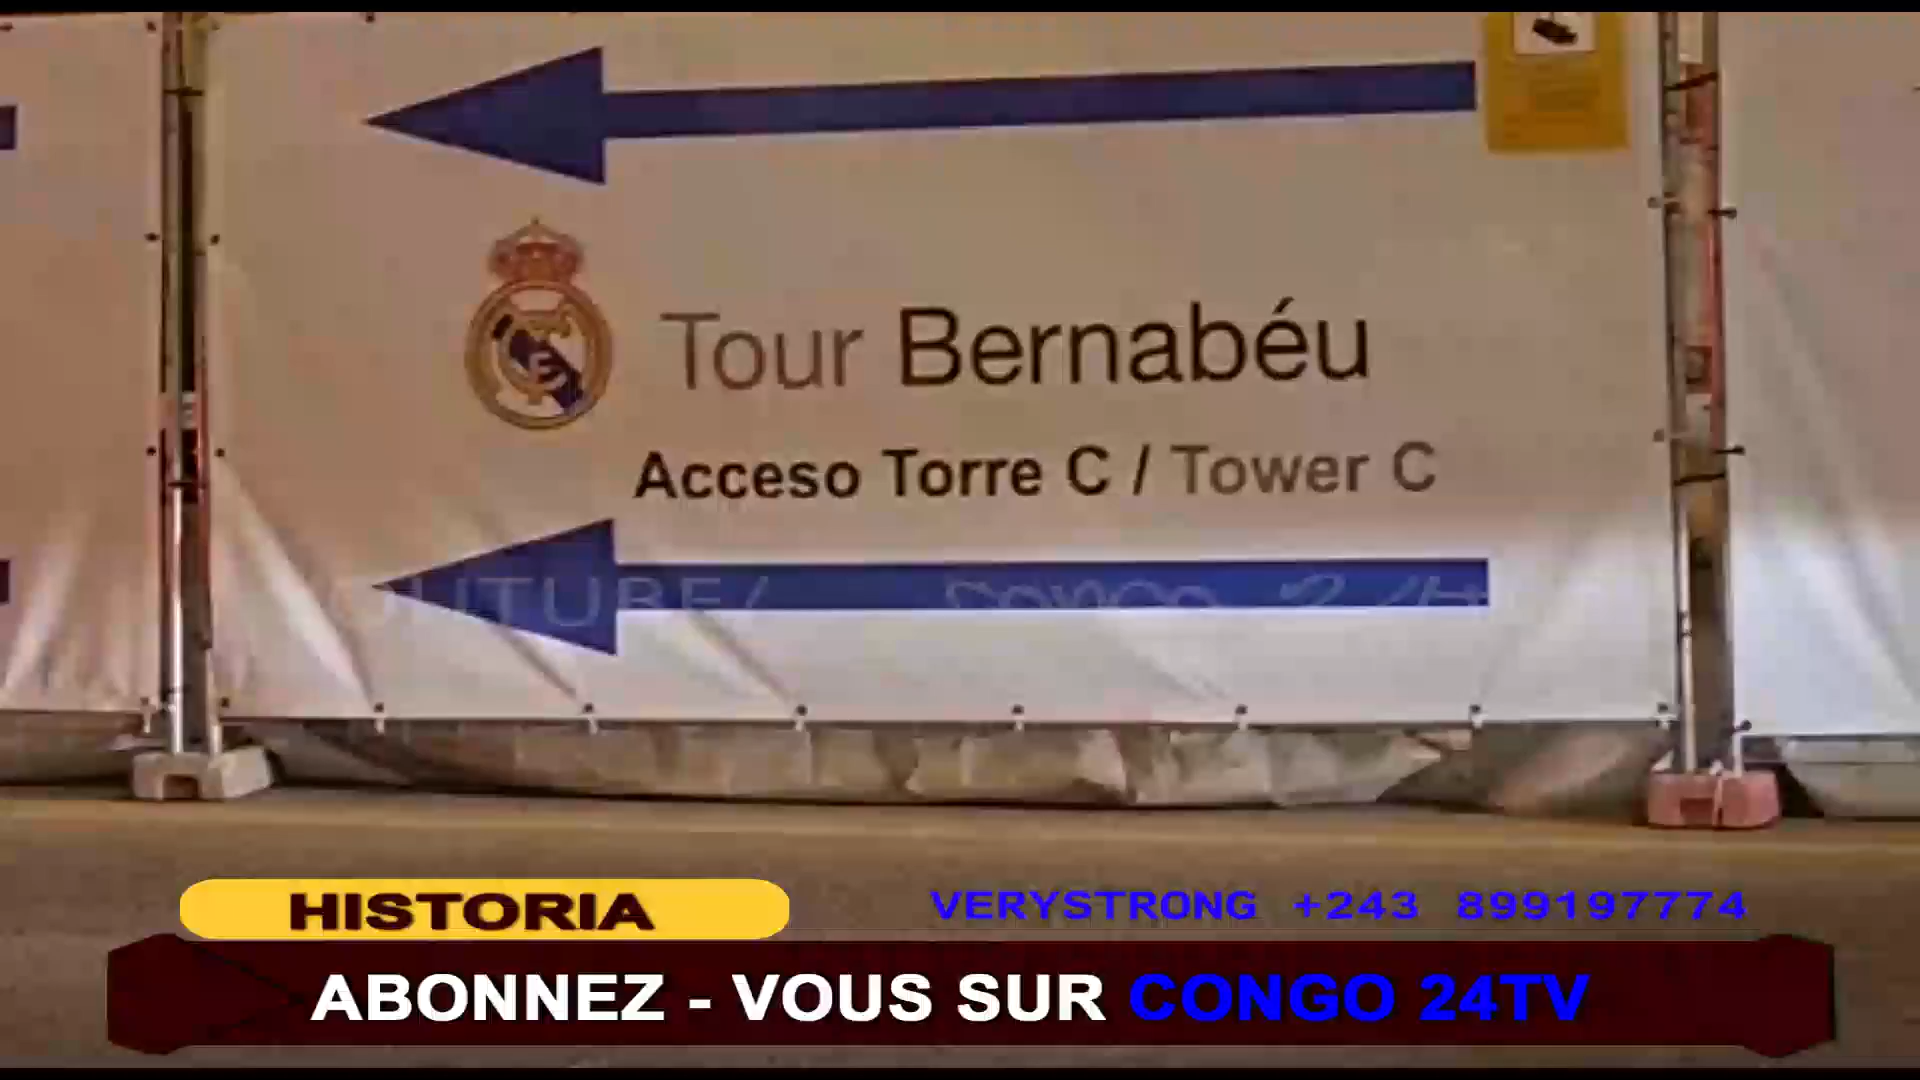 Tour Bernabéu
Acceso Torre C / Tower C
HISTORIA
VERYSTRONG +243 899197774
ABONNEZ - VOUS SUR CONGO 24TV